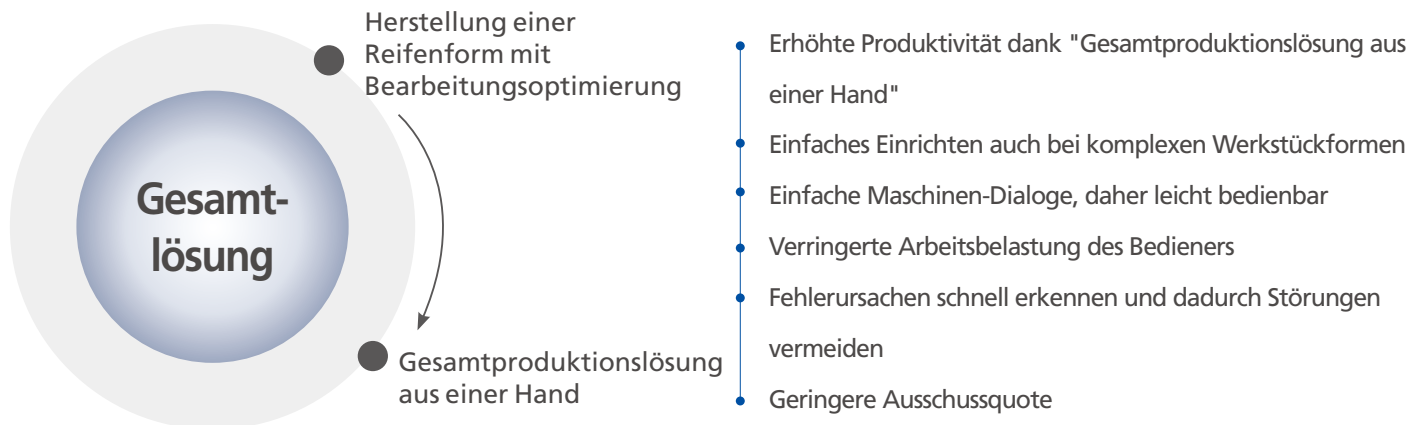 Herstellung einer
Reifenform mit
Bearbeitungsoptimierung
Gesamt-
lösung
Gesamtproduktionslösung
aus einer Hand
Erhöhte Produktivität dank "Gesamtproduktionslösung aus
einer Hand"
Einfaches Einrichten auch bei komplexen Werkstückformen
Einfache Maschinen-Dialoge, daher leicht bedienbar
Verringerte Arbeitsbelastung des Bedieners
Fehlerursachen schnell erkennen und dadurch Störungen
vermeiden
Geringere Ausschussquote